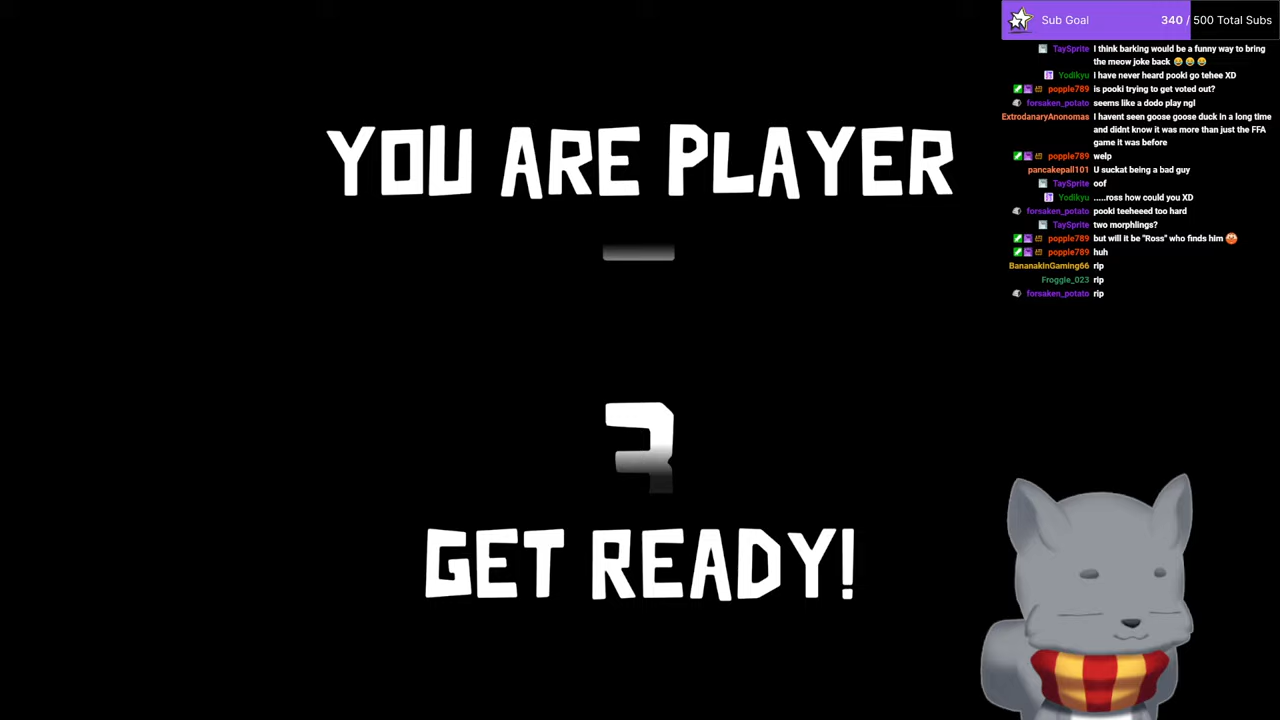 Sub Goal 340 / 500 Total Subs
TaySprite I think barking would be a funny way to bring
the meow joke back 😂 😂 😂
Yodikyu I have never heard pooki go tehee XD
popple789 is pooki trying to get voted out?
forsaken_potato seems like a dodo play ngl
ExtrodanaryAnonomas I havent seen goose goose duck in a long time
and didnt know it was more than just the FFA
game it was before
popple789 welp
pancakepall101 U suckat being a bad guy
TaySprite oof
Yodikyu .....ross how could you XD
forsaken_potato pooki teeheeed too hard
TaySprite two morphlings?
popple789 but will it be "Ross" who finds him
popple789 huh
BananakinGaming66 rip
Froggie_023 rip
forsaken_potato rip
YOU ARE PLAYER
GET READY!